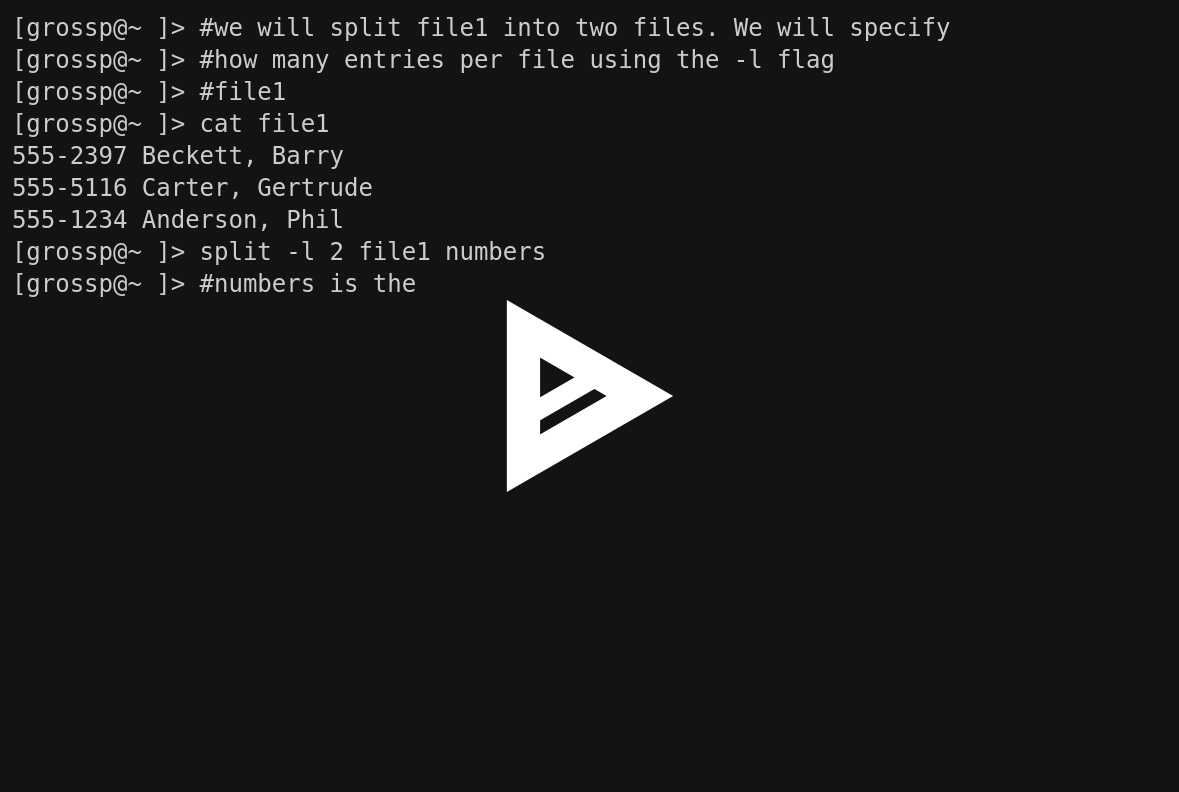 [grossp@~ ]> #we will split file1 into two files. We will specify
[grossp@~ ]> #how many entries per file using the -l flag
[grossp@~ ]> #file1
[grossp@~ ]> cat file1
555-2397 Beckett, Barry
555-5116 Carter, Gertrude
555-1234 Anderson, Phil
[grossp@~ ]> split -l 2 file1 numbers
[grossp@~ ]> #numbers is the